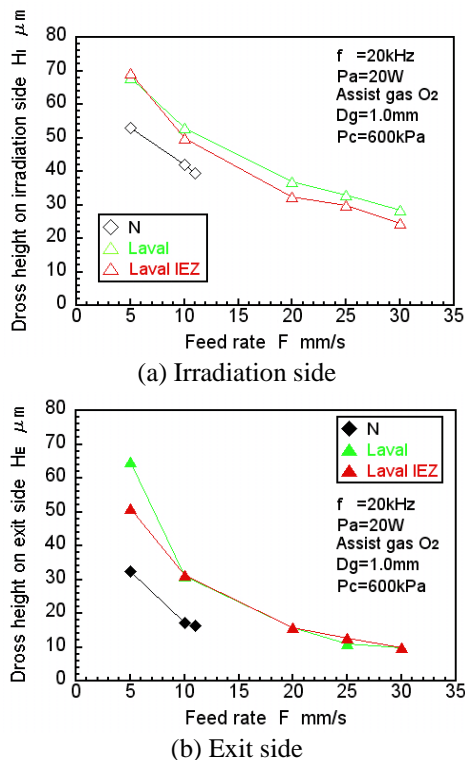 Dross height on irradiation side HI μm
80
70
60
50
40
30
20
10
0
f =20kHz
Pa=20W
Assist gas O2
Dg=1.0mm
Pc=600kPa
N
Laval
Laval IEZ
0 5 10 15 20 25 30 35
Feed rate F mm/s
(a) Irradiation side
Dross height on exit side HE μm
80
70
60
50
40
30
20
10
0
N
Laval
Laval IEZ
f =20kHz
Pa=20W
Assist gas O2
Dg=1.0mm
Pc=600kPa
0 5 10 15 20 25 30 35
Feed rate F mm/s
(b) Exit side